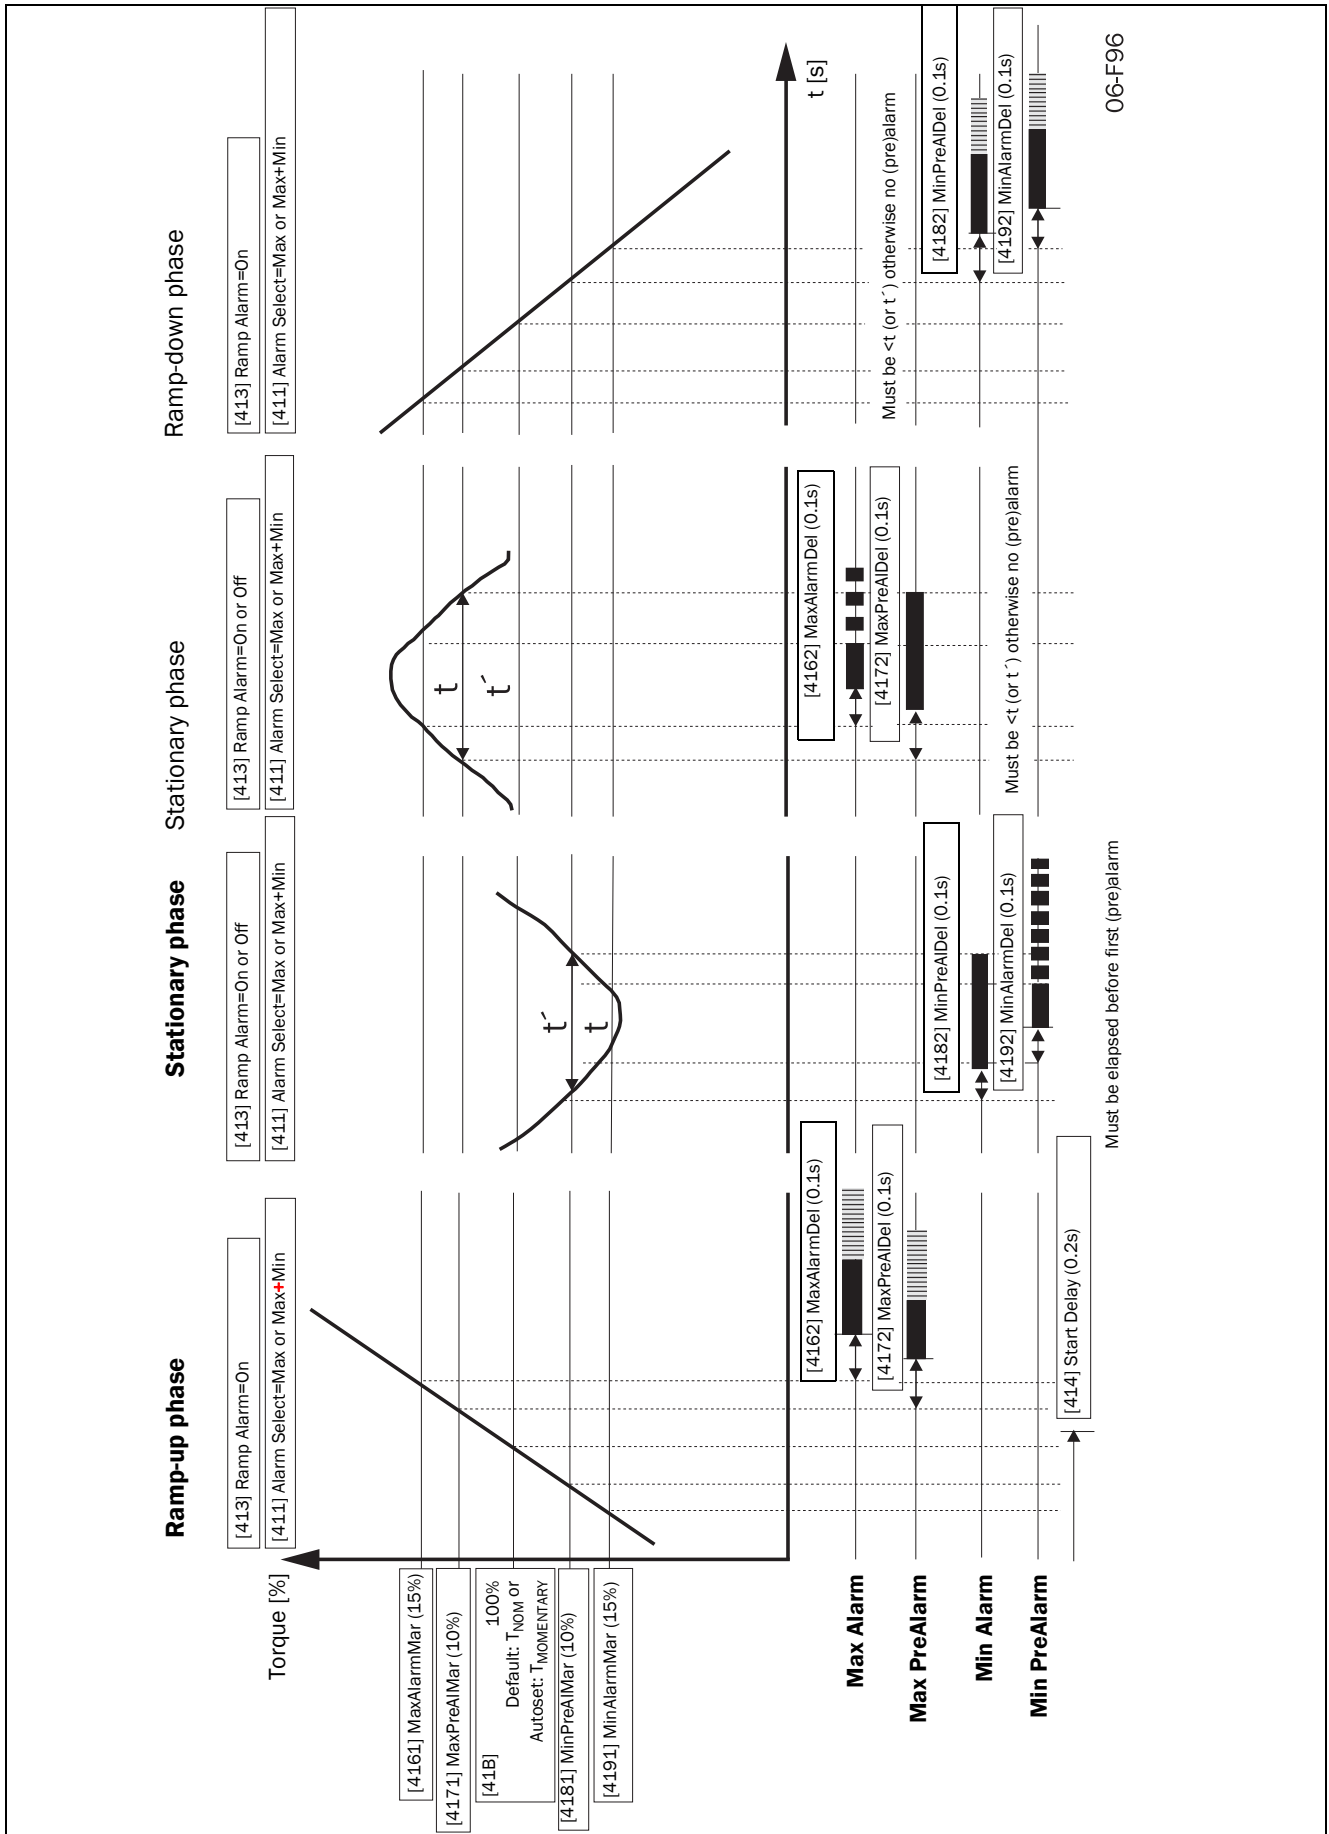 Ramp-up phase
Stationary phase
Stationary phase
Ramp-down phase
[413] Ramp Alarm=On
[411] Alarm Select=Max or Max+Min
[413] Ramp Alarm=On or Off
[411] Alarm Select=Max or Max+Min
[413] Ramp Alarm=On or Off
[411] Alarm Select=Max or Max+Min
[413] Ramp Alarm=On
[411] Alarm Select=Max or Max+Min
Torque [%]
[4161] MaxAlarmMar (15%)
[4171] MaxPreAlMar (10%)
[41B] 100%
Default: TNOM or
Autoset: TMOMENTARY
[4181] MinPreAlMar (10%)
[4191] MinAlarmMar (15%)
t´
t
t
t´
t [s]
Max Alarm
[4162] MaxAlarmDel (0.1s)
[4162] MaxAlarmDel (0.1s)
Max PreAlarm
[4172] MaxPreAlDel (0.1s)
[4172] MaxPreAlDel (0.1s)
Must be <t (or t´) otherwise no (pre)alarm
Min Alarm
[4182] MinPreAlDel (0.1s)
[4182] MinPreAlDel (0.1s)
Min PreAlarm
[4192] MinAlarmDel (0.1s)
Must be <t (or t´) otherwise no (pre)alarm
[4192] MinAlarmDel (0.1s)
[414] Start Delay (0.2s)
Must be elapsed before first (pre)alarm
06-F96